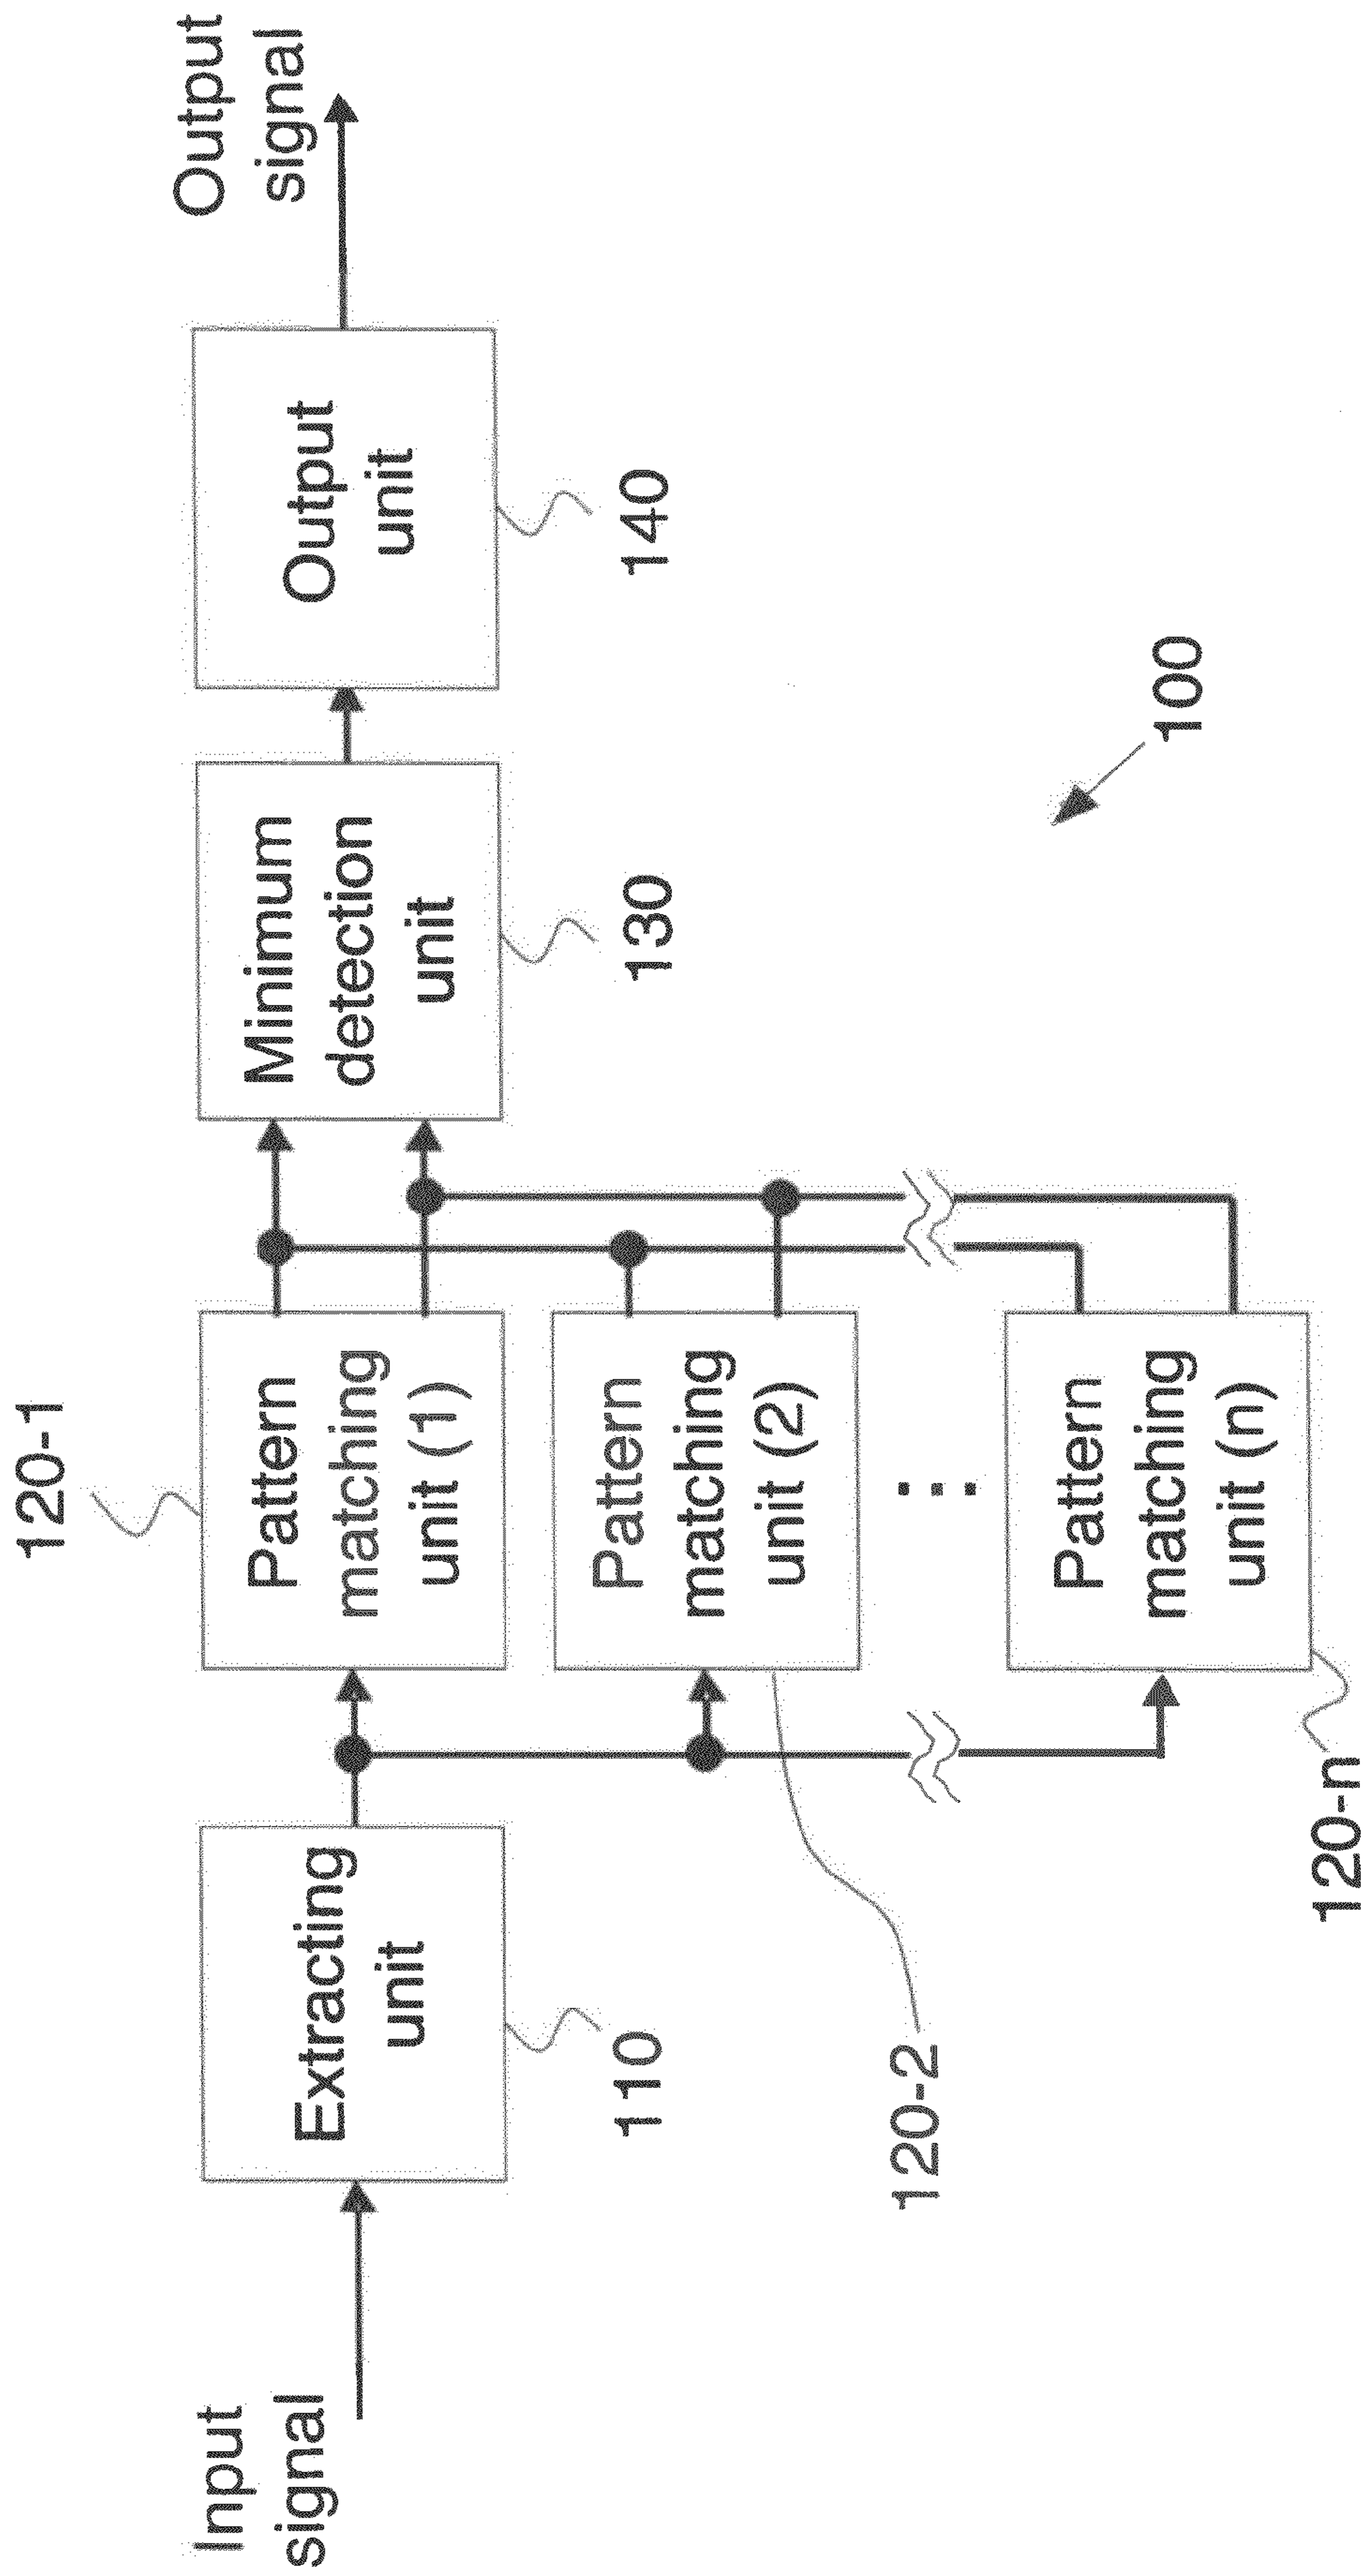 Input
signal
Extracting
unit
110
120-1
Pattern
matching
unit (1)
Pattern
matching
unit (2)
120-2
Pattern
matching
unit (n)
120-n
Minimum
detection
unit
130
Output
unit
140
Output
signal
100